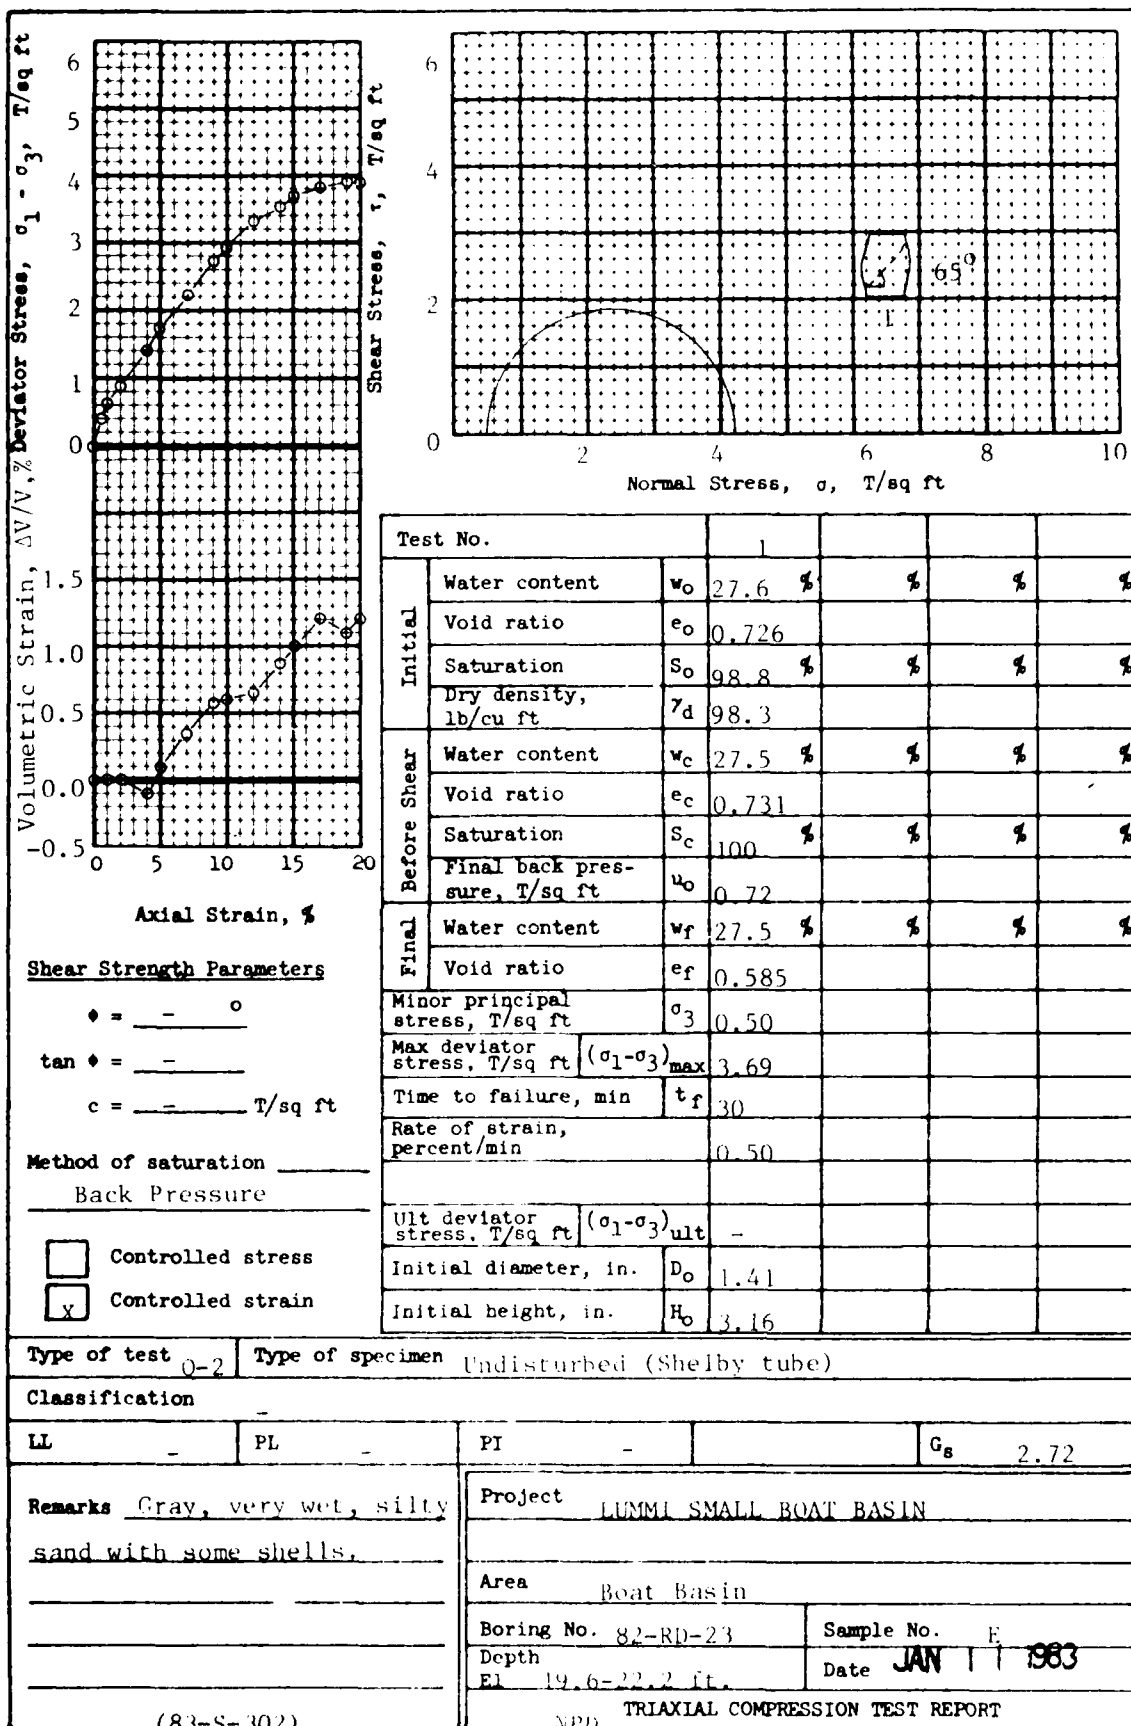 Deviator Stress, σ1 - σ3, T/sq ft
6
5
4
3
2
1
0
Volumetric Strain, ΔV/V,%
1.5
1.0
0.5
0.0
-0.5
0 5 10 15 20
Axial Strain, %
Shear Stress, τ, T/sq ft
6
4
2
0
2 4 6 8 10
Normal Stress, σ, T/sq ft
65°
1
Shear Strength Parameters
φ = - °
tan φ = -
c = - T/sq ft
Method of saturation
Back Pressure
Controlled stress
x Controlled strain
Test No. 1
Initial
Water content wo 27.6 % % % %
Void ratio eo 0.726
Saturation So 98.8 % % % %
Dry density, lb/cu ft γd 98.3
Before Shear
Water content wc 27.5 % % % %
Void ratio ec 0.731
Saturation Sc 100 % % % %
Final back pres-
sure, T/sq ft uo 0.72
Final
Water content wf 27.5 % % % %
Void ratio ef 0.585
Minor principal
stress, T/sq ft σ3 0.50
Max deviator
stress, T/sq ft (σ1-σ3)max 3.69
Time to failure, min tf 30
Rate of strain,
percent/min 0.50
Ult deviator
stress, T/sq ft (σ1-σ3)ult -
Initial diameter, in. Do 1.41
Initial height, in. Ho 3.16
Type of test Q-2 Type of specimen Undisturbed (Shelby tube)
Classification -
LL - PL - PI - Gs 2.72
Remarks Gray, very wet, silty
sand with some shells.
(83-S-302)
Project LUMMI SMALL BOAT BASIN
Area Boat Basin
Boring No. 82-RD-23 Sample No. E
Depth
El 19.6-22.2 ft. Date JAN 11 1983
NPD TRIAXIAL COMPRESSION TEST REPORT